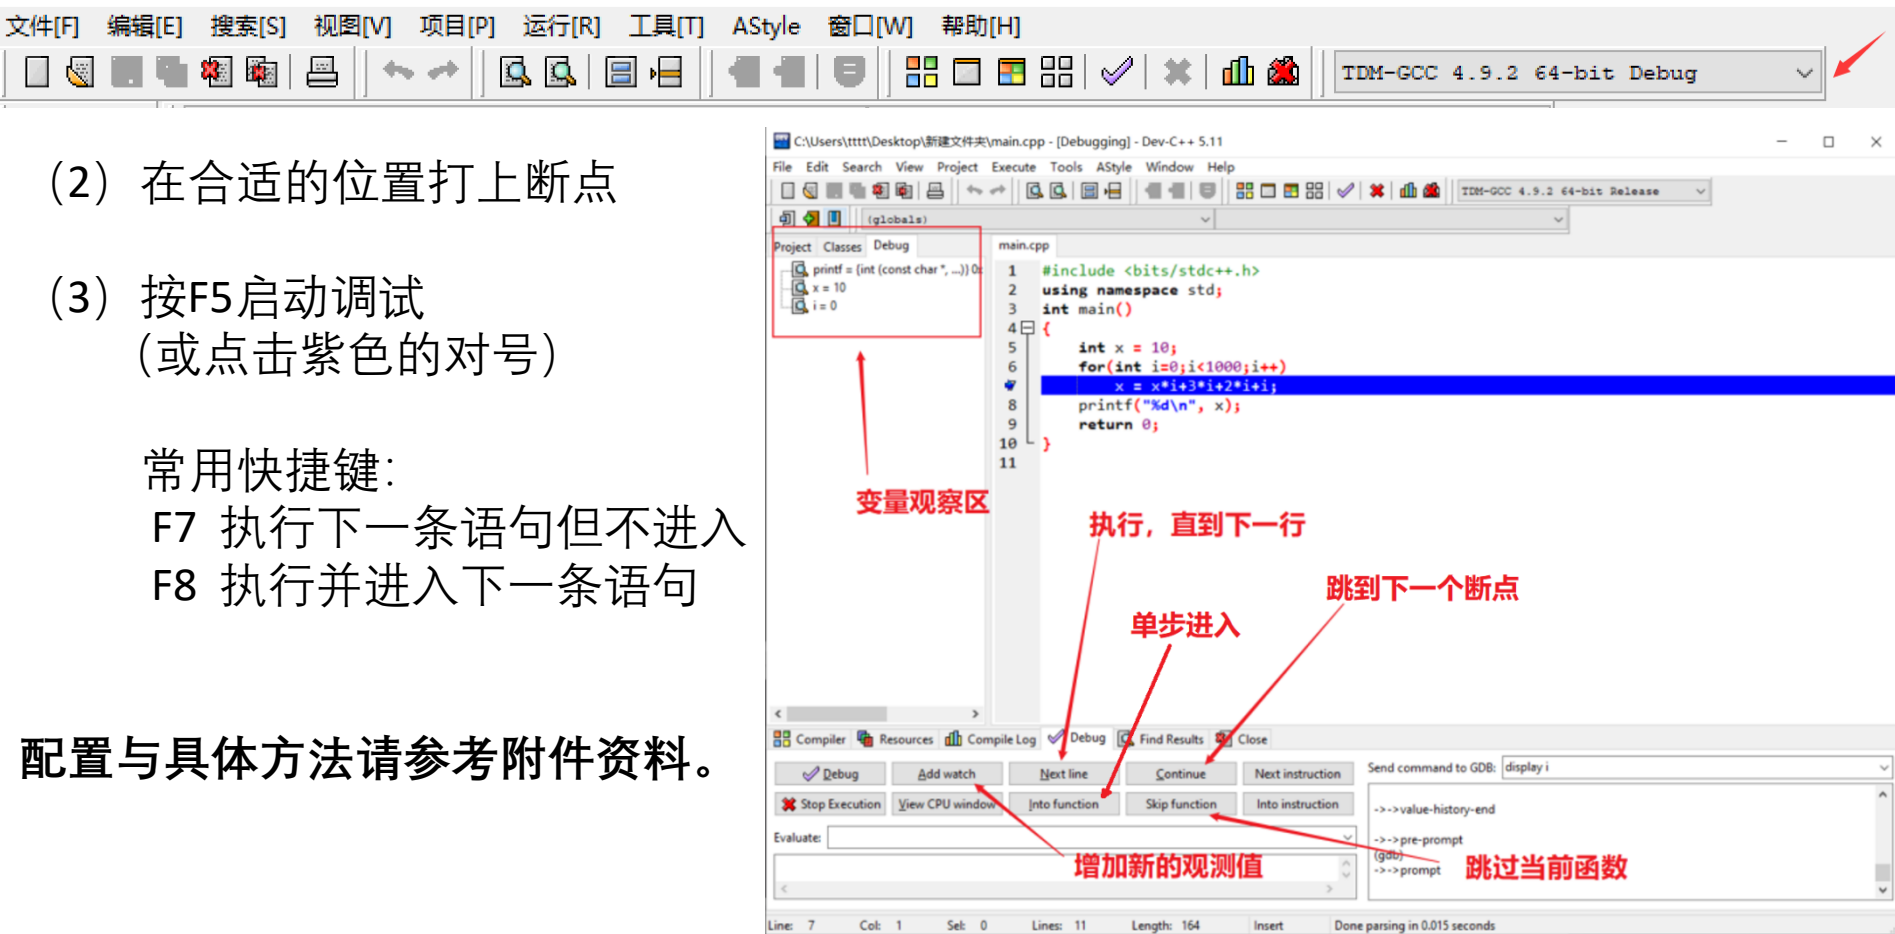 文件[F] 编辑[E] 搜索[S] 视图[V] 项目[P] 运行[R] 工具[T] AStyle 窗口[W] 帮助[H]
TDM-GCC 4.9.2 64-bit Debug
（2）在合适的位置打上断点
（3）按F5启动调试
（或点击紫色的对号）
常用快捷键：
F7 执行下一条语句但不进入
F8 执行并进入下一条语句
配置与具体方法请参考附件资料。
C:\Users\tttt\Desktop\新建文件夹\main.cpp - [Debugging] - Dev-C++ 5.11
File Edit Search View Project Execute Tools AStyle Window Help
TDM-GCC 4.9.2 64-bit Release
(globals)
Project Classes Debug
printf = {int (const char *, ...)} 0x
x = 10
i = 0
变量观察区
main.cpp
1 #include <bits/stdc++.h>
2 using namespace std;
3 int main()
4 {
5 int x = 10;
6 for(int i=0;i<1000;i++)
x = x*i+3*i+2*i+i;
8 printf("%d\n", x);
9 return 0;
10 }
11
执行，直到下一行
跳到下一个断点
单步进入
Compiler Resources Compile Log Debug Find Results Close
Debug Add watch Next line Continue Next instruction
Stop Execution View CPU window Into function Skip function Into instruction
Evaluate:
增加新的观测值
跳过当前函数
Send command to GDB: display i
->->value-history-end
->->pre-prompt
(gdb)
->->prompt
Line: 7 Col: 1 Sel: 0 Lines: 11 Length: 164 Insert Done parsing in 0.015 seconds